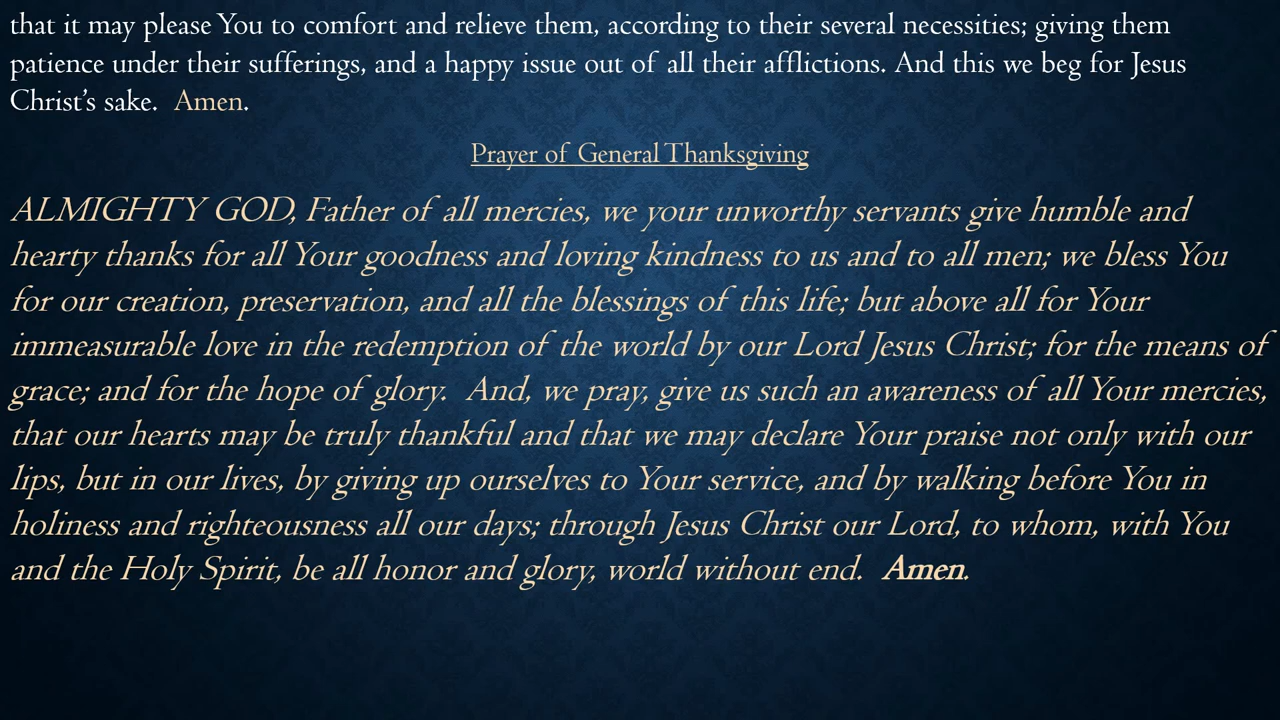 that it may please You to comfort and relieve them, according to their several necessities; giving them
patience under their sufferings, and a happy issue out of all their afflictions. And this we beg for Jesus
Christ’s sake.  Amen.
Prayer of General Thanksgiving
ALMIGHTY GOD, Father of all mercies, we your unworthy servants give humble and
hearty thanks for all Your goodness and loving kindness to us and to all men; we bless You
for our creation, preservation, and all the blessings of this life; but above all for Your
immeasurable love in the redemption of the world by our Lord Jesus Christ; for the means of
grace; and for the hope of glory.  And, we pray, give us such an awareness of all Your mercies,
that our hearts may be truly thankful and that we may declare Your praise not only with our
lips, but in our lives, by giving up ourselves to Your service, and by walking before You in
holiness and righteousness all our days; through Jesus Christ our Lord, to whom, with You
and the Holy Spirit, be all honor and glory, world without end.  Amen.